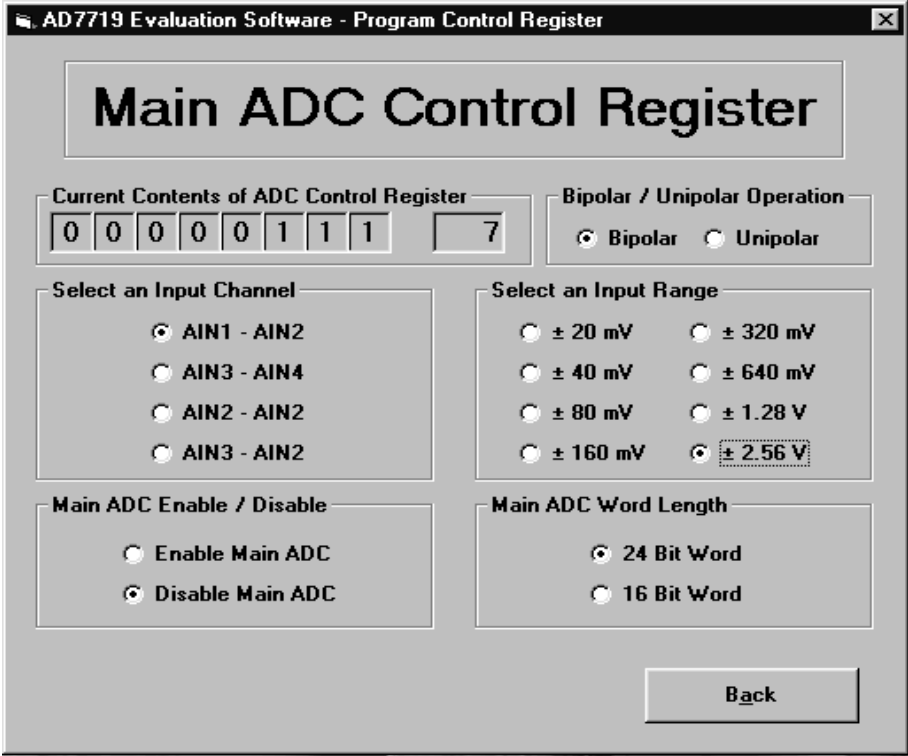 AD7719 Evaluation Software - Program Control Register
Main ADC Control Register
Current Contents of ADC Control Register
0 0 0 0 0 1 1 1 7
Bipolar / Unipolar Operation
Bipolar Unipolar
Select an Input Channel
AIN1 - AIN2
AIN3 - AIN4
AIN2 - AIN2
AIN3 - AIN2
Select an Input Range
± 20 mV ± 320 mV
± 40 mV ± 640 mV
± 80 mV ± 1.28 V
± 160 mV ± 2.56 V
Main ADC Enable / Disable
Enable Main ADC
Disable Main ADC
Main ADC Word Length
24 Bit Word
16 Bit Word
Back